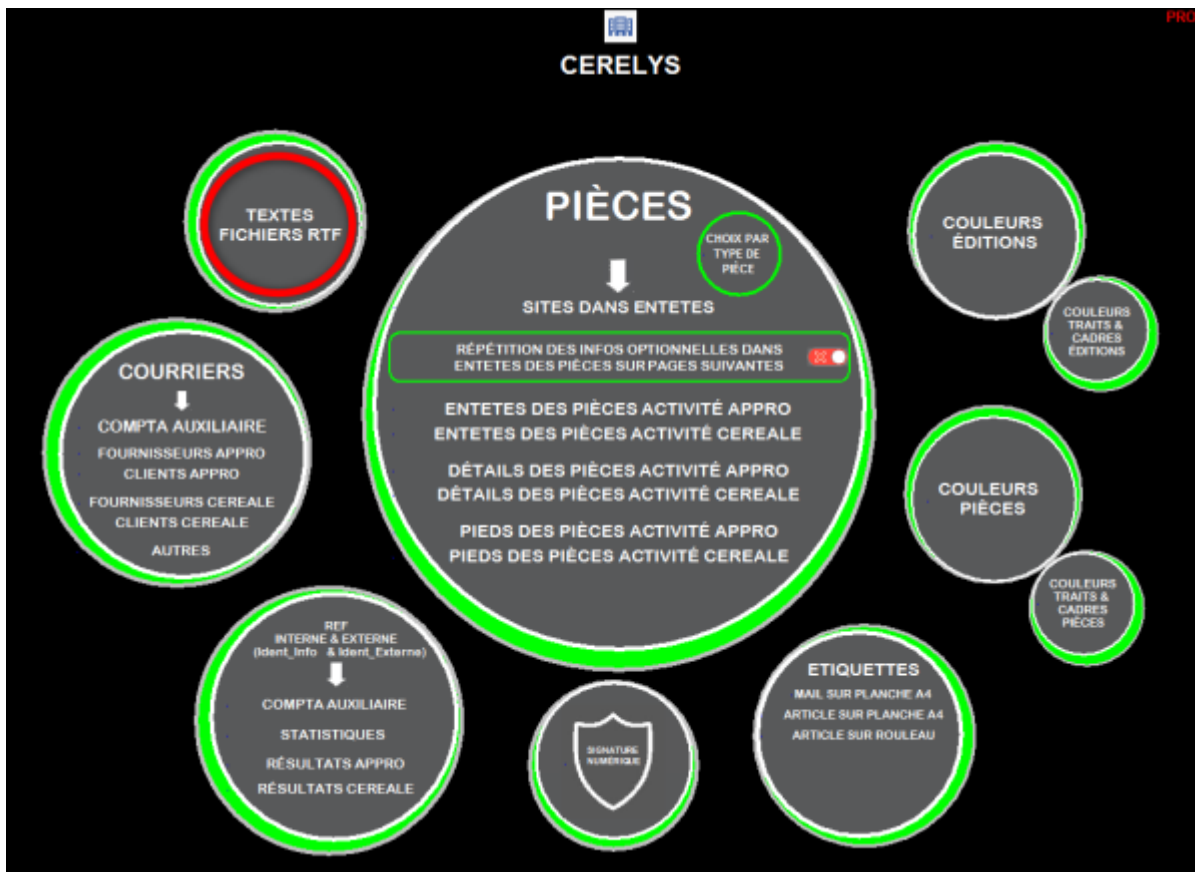 PRO
CERELYS
TEXTES
FICHIERS RTF
PIÈCES
CHOIX PAR
TYPE DE
PIÈCE
SITES DANS ENTETES
RÉPÉTITION DES INFOS OPTIONNELLES DANS
ENTETES DES PIÈCES SUR PAGES SUIVANTES
ENTETES DES PIÈCES ACTIVITÉ APPRO
ENTETES DES PIÈCES ACTIVITÉ CEREALE
DÉTAILS DES PIÈCES ACTIVITÉ APPRO
DÉTAILS DES PIÈCES ACTIVITÉ CEREALE
PIEDS DES PIÈCES ACTIVITÉ APPRO
PIEDS DES PIÈCES ACTIVITÉ CEREALE
COULEURS
ÉDITIONS
COULEURS
TRAITS &
CADRES
ÉDITIONS
COURRIERS
COMPTA AUXILIAIRE
FOURNISSEURS APPRO
CLIENTS APPRO
FOURNISSEURS CEREALE
CLIENTS CEREALE
AUTRES
COULEURS
PIÈCES
COULEURS
TRAITS &
CADRES
PIÈCES
REF
INTERNE & EXTERNE
(Ident_Info & Ident_Externe)
COMPTA AUXILIAIRE
STATISTIQUES
RÉSULTATS APPRO
RÉSULTATS CEREALE
SIGNATURE
NUMÉRIQUE
ETIQUETTES
MAIL SUR PLANCHE A4
ARTICLE SUR PLANCHE A4
ARTICLE SUR ROULEAU